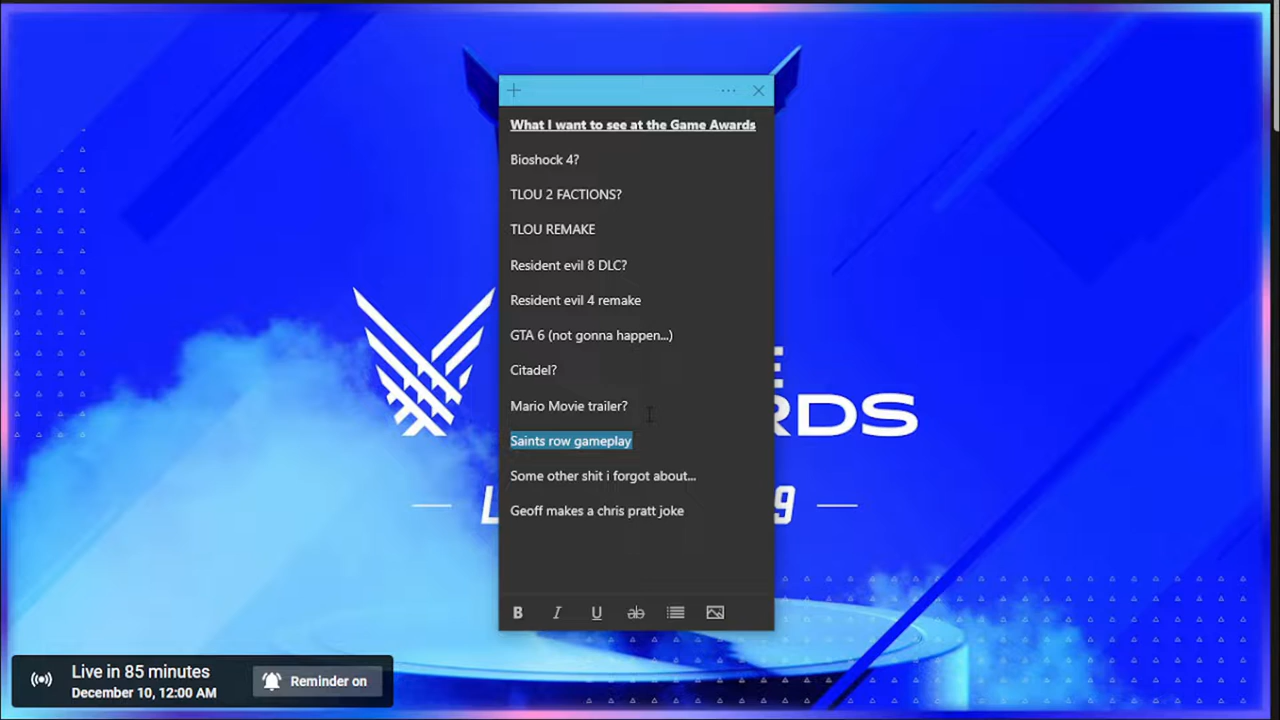 What I want to see at the Game Awards
Bioshock 4?
TLOU 2 FACTIONS?
TLOU REMAKE
Resident evil 8 DLC?
Resident evil 4 remake
GTA 6 (not gonna happen...)
Citadel?
Mario Movie trailer?
Saints row gameplay
Some other shit i forgot about...
Geoff makes a chris pratt joke
B I U ab
Live in 85 minutes
December 10, 12:00 AM
Reminder on